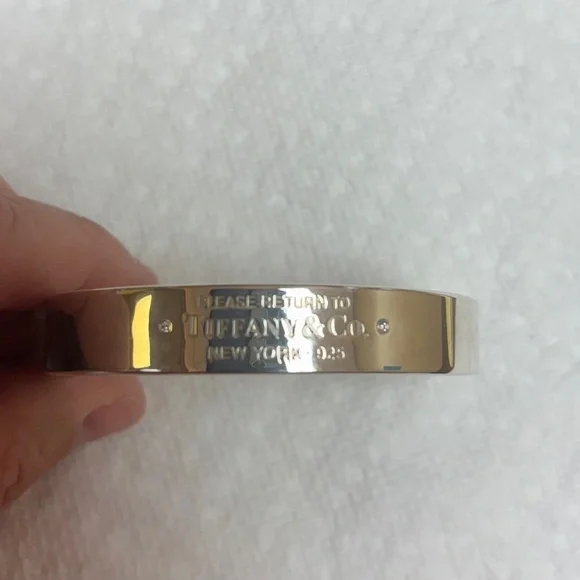 PLEASE RETURN TO
TIFFANY & Co.
NEW YORK 925